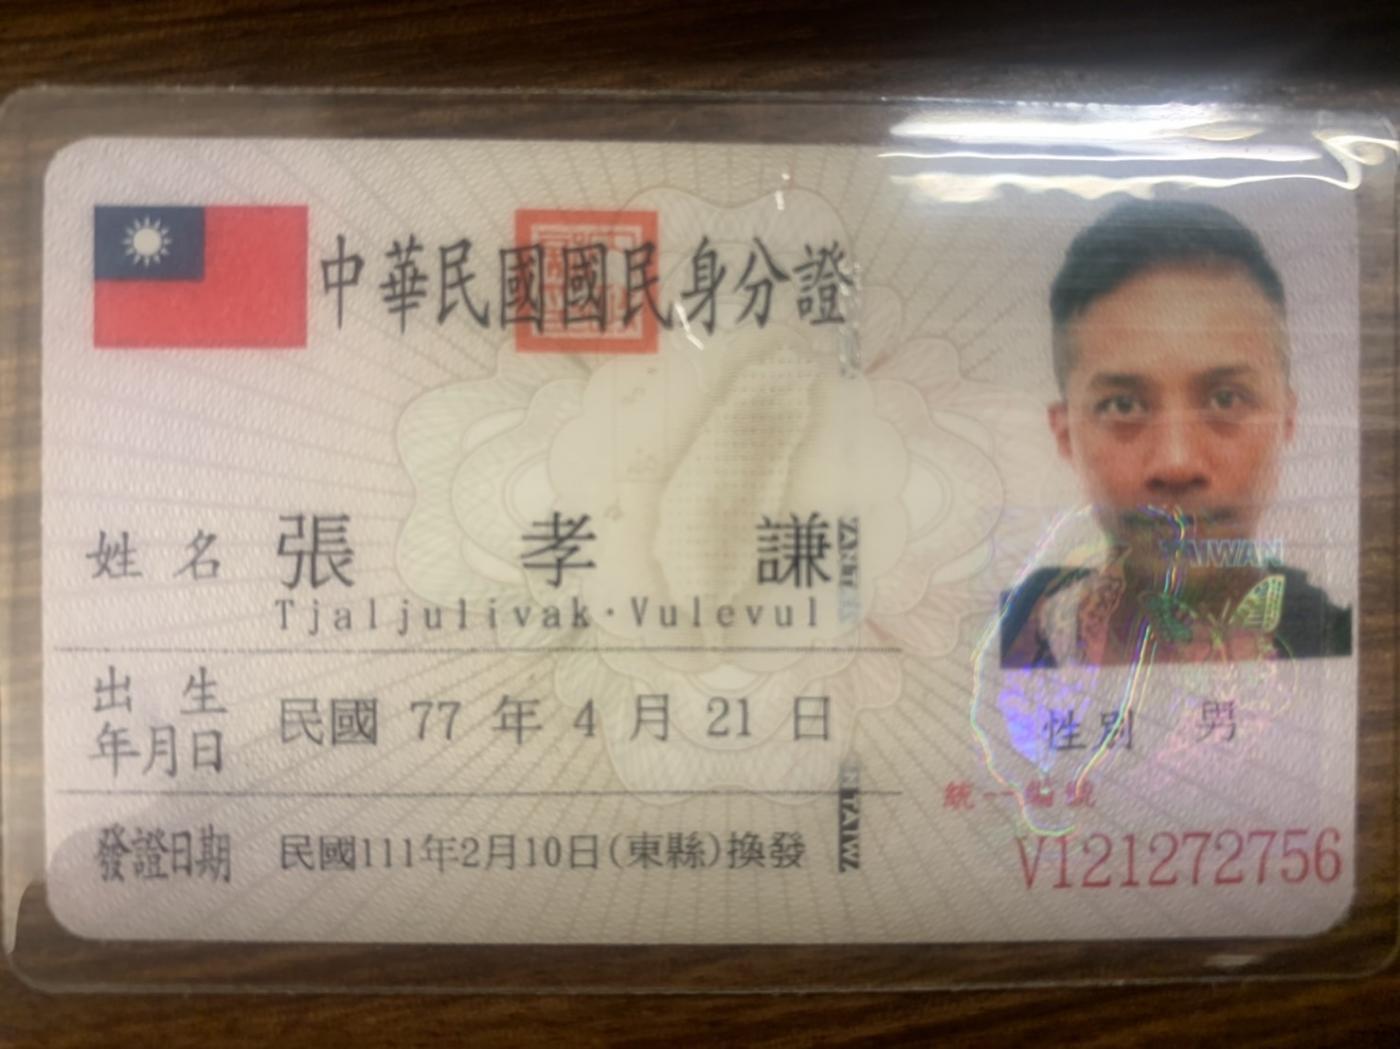 中華民國國民身分證
姓名 張孝謙
Tjaljulivak·Vulevul
出生年月日 民國 77 年 4 月 21 日
發證日期 民國111年2月10日(東縣)換發
TAIWAN
性別 男
統一編號
V121272756